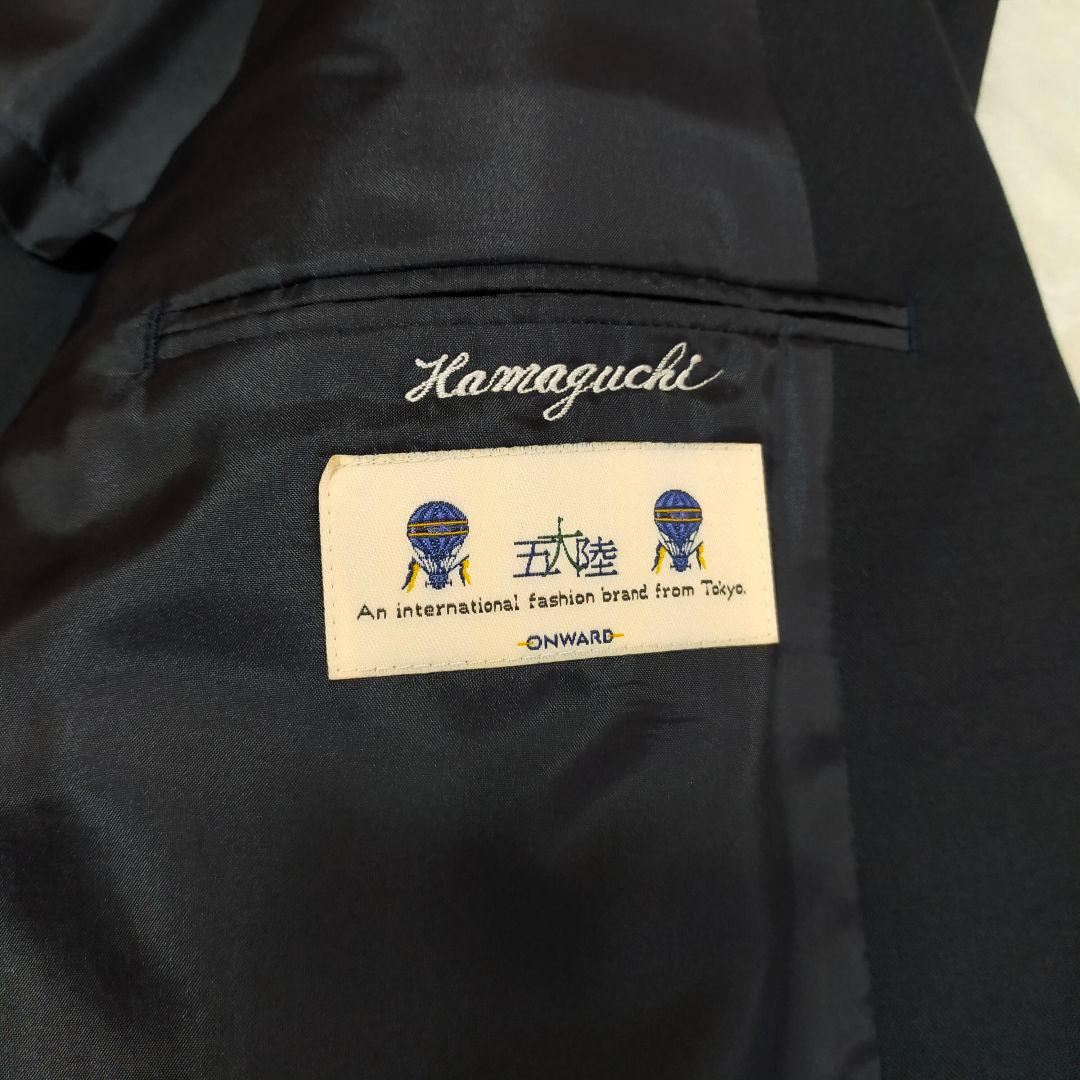 Hamaguchi
五大陸
An international fashion brand from Tokyo.
ONWARD